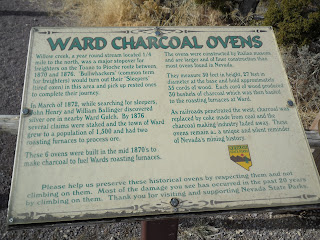 WARD CHARCOAL OVENS
Willow creek, a year round stream located 1/4
mile to the north, was a major stopover for
freighters on the Toano to Pioche route between
1870 and 1876. "Bullwhackers" (common term
for freighters) would turn out their "Sleepers"
(tired oxen) in this area and pick up rested oxen
to complete their journey.
In March of 1872, while searching for sleepers,
John Henry and William Ballinger discovered
silver ore in nearby Ward Gulch. By 1876
several claims were staked and the town of Ward
grew to a population of 1,500 and had two
roasting furnaces to process ore.
These 6 ovens were built in the mid 1870's to
make charcoal to fuel Wards roasting furnaces.
The ovens were constructed by Italian masons
and are larger and of finer construction than
most ovens found in Nevada.
They measure 30 feet in height, 27 feet in
diameter at the base and held approximately
35 cords of wood. Each cord of wood produced
50 baskets of charcoal which was then hauled
to the roasting furnaces at Ward.
As railroads penetrated the west, charcoal was
replaced by coke made from coal and the
charcoal making industry faded away. These
ovens remain as a unique and silent reminder
of Nevada's mining history.
Please help us preserve these historical ovens by respecting them and not
climbing on them. Most of the damage you see has occurred in the past 20 years
by climbing on them. Thank you for visiting and supporting Nevada State Parks.